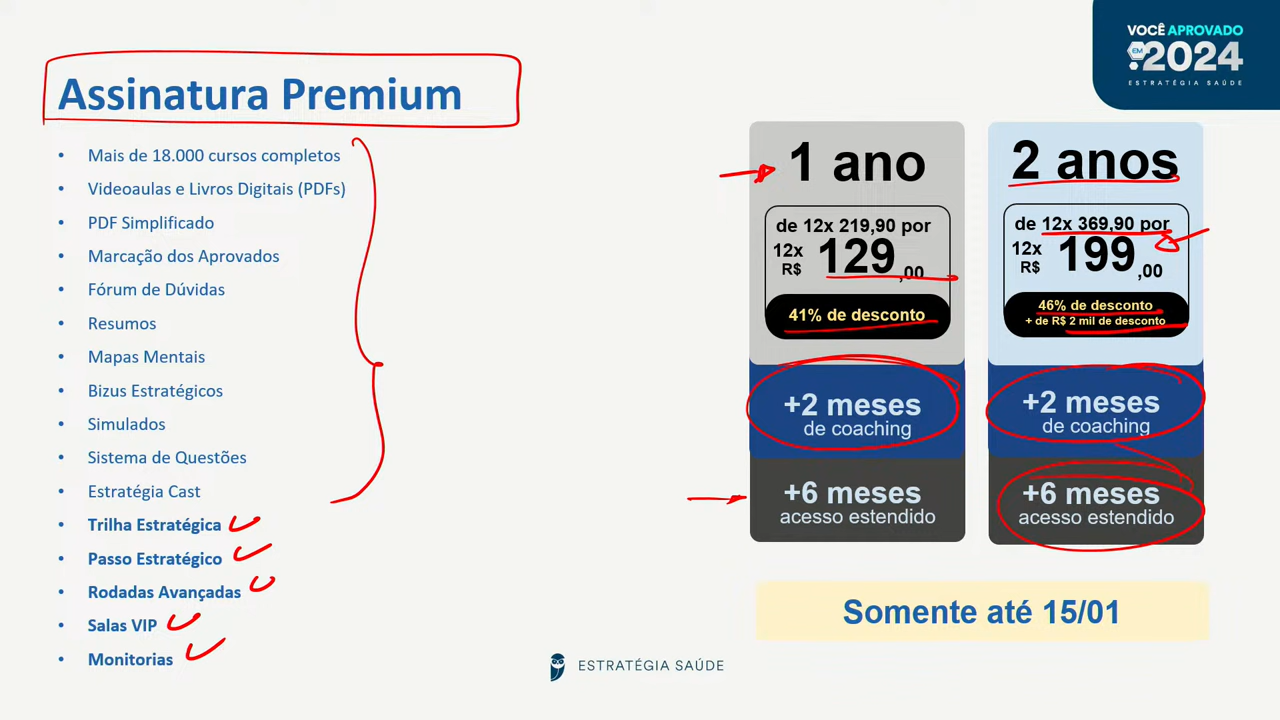 VOCÊ APROVADO
EM
2024
ESTRATÉGIA SAÚDE
Assinatura Premium
• Mais de 18.000 cursos completos
• Videoaulas e Livros Digitais (PDFs)
• PDF Simplificado
• Marcação dos Aprovados
• Fórum de Dúvidas
• Resumos
• Mapas Mentais
• Bizus Estratégicos
• Simulados
• Sistema de Questões
• Estratégia Cast
• Trilha Estratégica
• Passo Estratégico
• Rodadas Avançadas
• Salas VIP
• Monitorias
1 ano
de 12x 219,90 por
12x R$ 129,00
41% de desconto
+2 meses
de coaching
+6 meses
acesso estendido
2 anos
de 12x 369,90 por
12x R$ 199,00
46% de desconto
+ de R$ 2 mil de desconto
+2 meses
de coaching
+6 meses
acesso estendido
Somente até 15/01
ESTRATÉGIA SAÚDE